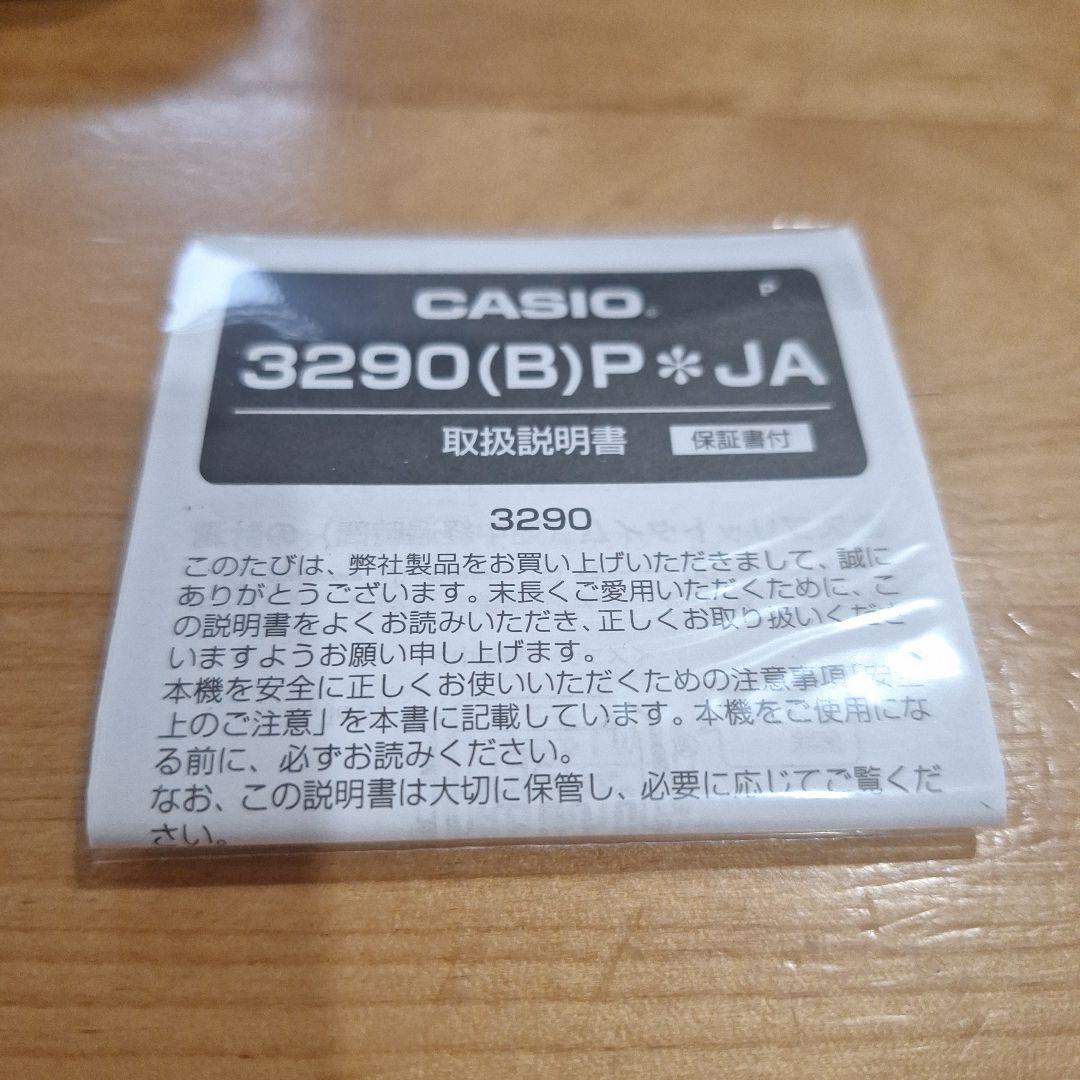 CASIO®
3290(B)P*JA
取扱説明書 保証書付
3290
このたびは、弊社製品をお買い上げいただきまして、誠に
ありがとうございます。末長くご愛用いただくために、こ
の説明書をよくお読みいただき、正しくお取り扱いくださ
いますようお願い申し上げます。
本機を安全に正しくお使いいただくための注意事項「安全
上のご注意」を本書に記載しています。本機をご使用にな
る前に、必ずお読みください。
なお、この説明書は大切に保管し、必要に応じてご覧くだ
さい。